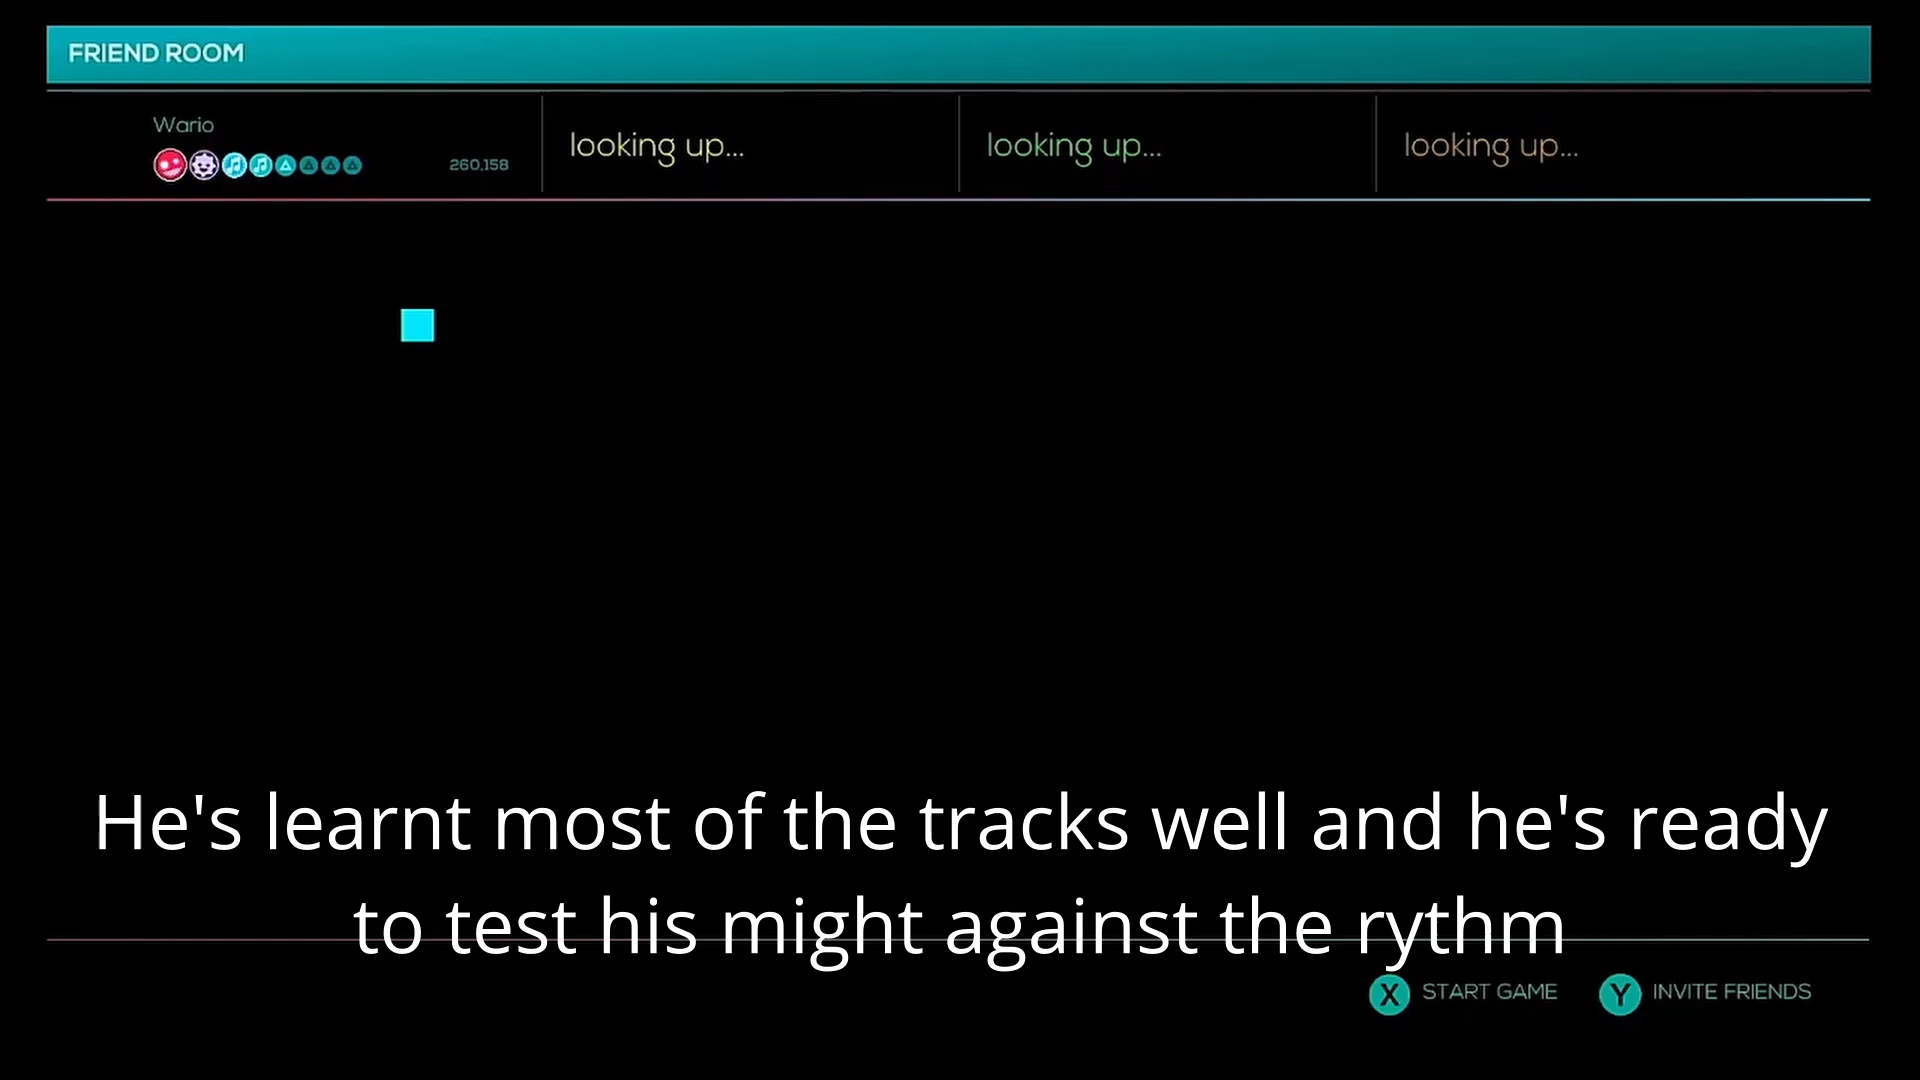 FRIEND ROOM
Wario
260,158
looking up...
looking up...
looking up...
He's learnt most of the tracks well and he's ready
to test his might against the rythm
X START GAME Y INVITE FRIENDS